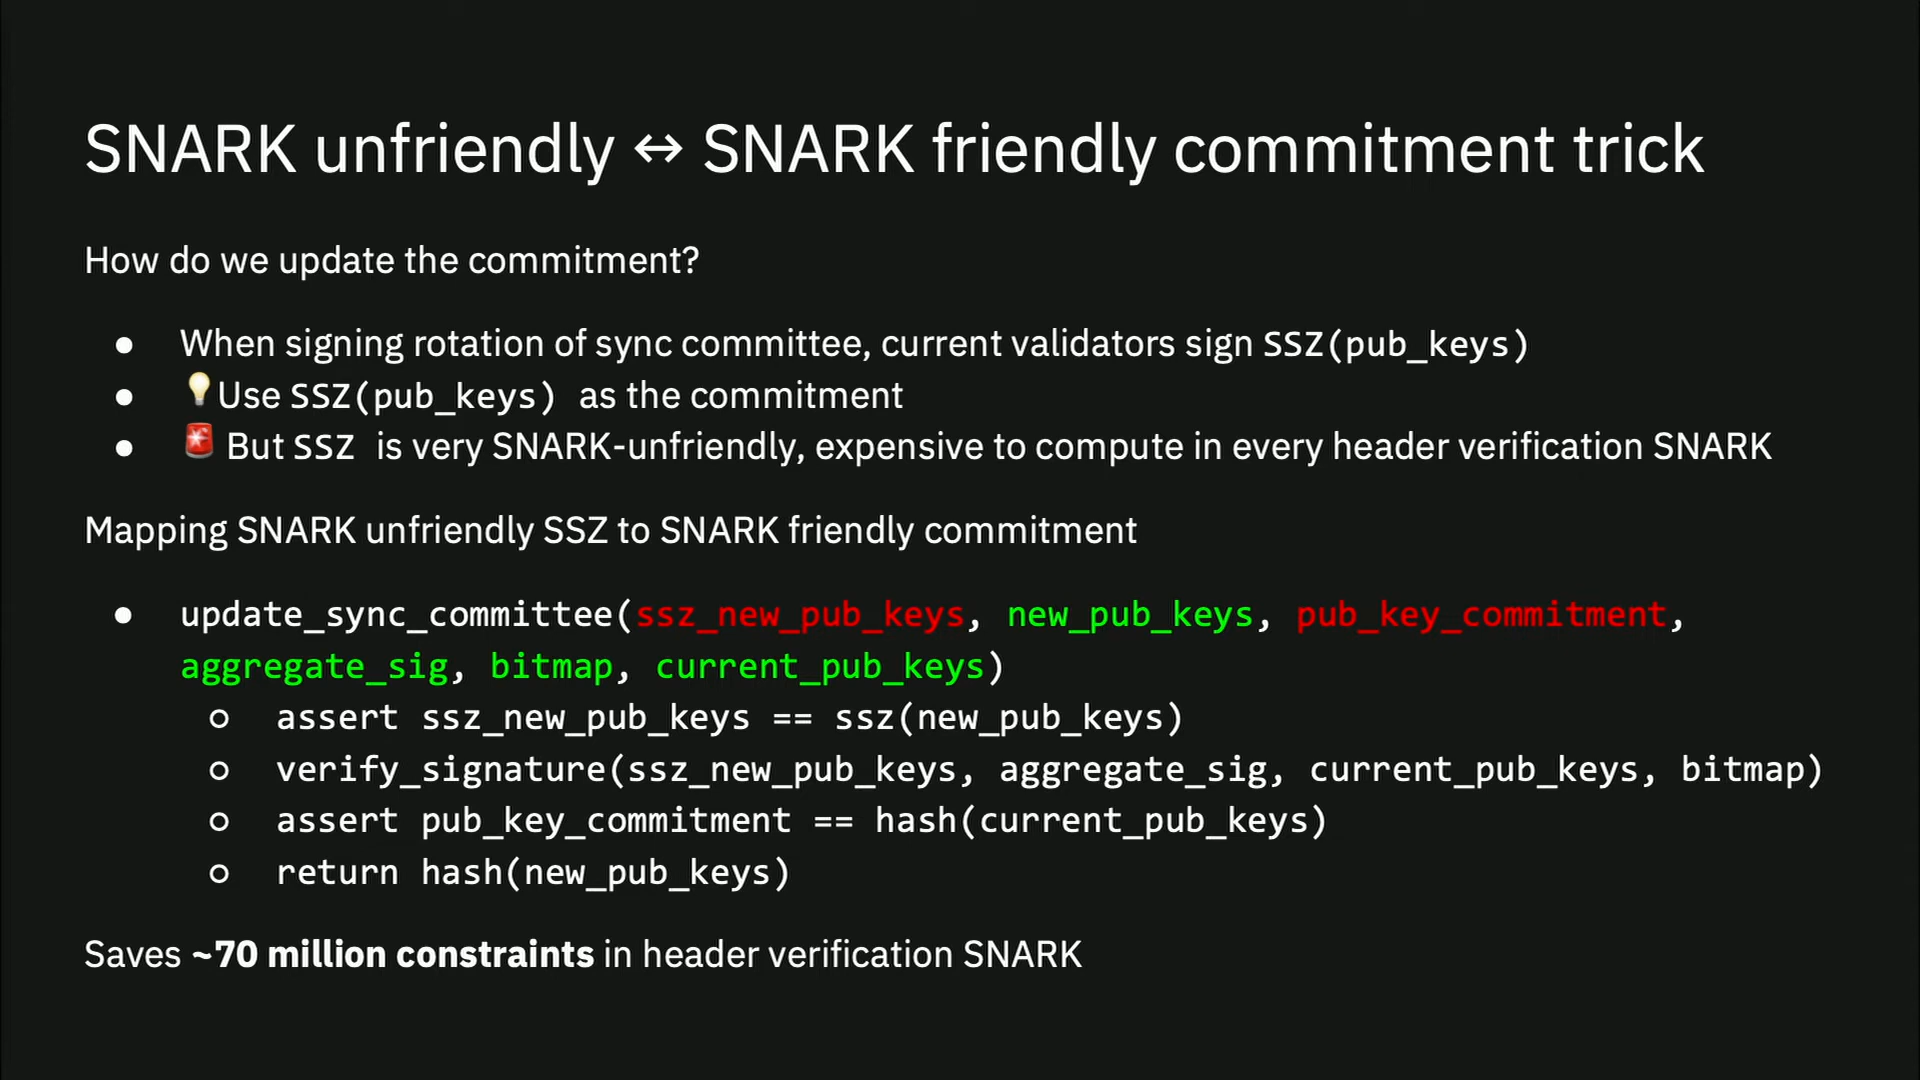 SNARK unfriendly ↔ SNARK friendly commitment trick
How do we update the commitment?
● When signing rotation of sync committee, current validators sign SSZ(pub_keys)
● 💡Use SSZ(pub_keys) as the commitment
● 🚨 But SSZ is very SNARK-unfriendly, expensive to compute in every header verification SNARK
Mapping SNARK unfriendly SSZ to SNARK friendly commitment
● update_sync_committee(ssz_new_pub_keys, new_pub_keys, pub_key_commitment,
aggregate_sig, bitmap, current_pub_keys)
○ assert ssz_new_pub_keys == ssz(new_pub_keys)
○ verify_signature(ssz_new_pub_keys, aggregate_sig, current_pub_keys, bitmap)
○ assert pub_key_commitment == hash(current_pub_keys)
○ return hash(new_pub_keys)
Saves ~70 million constraints in header verification SNARK